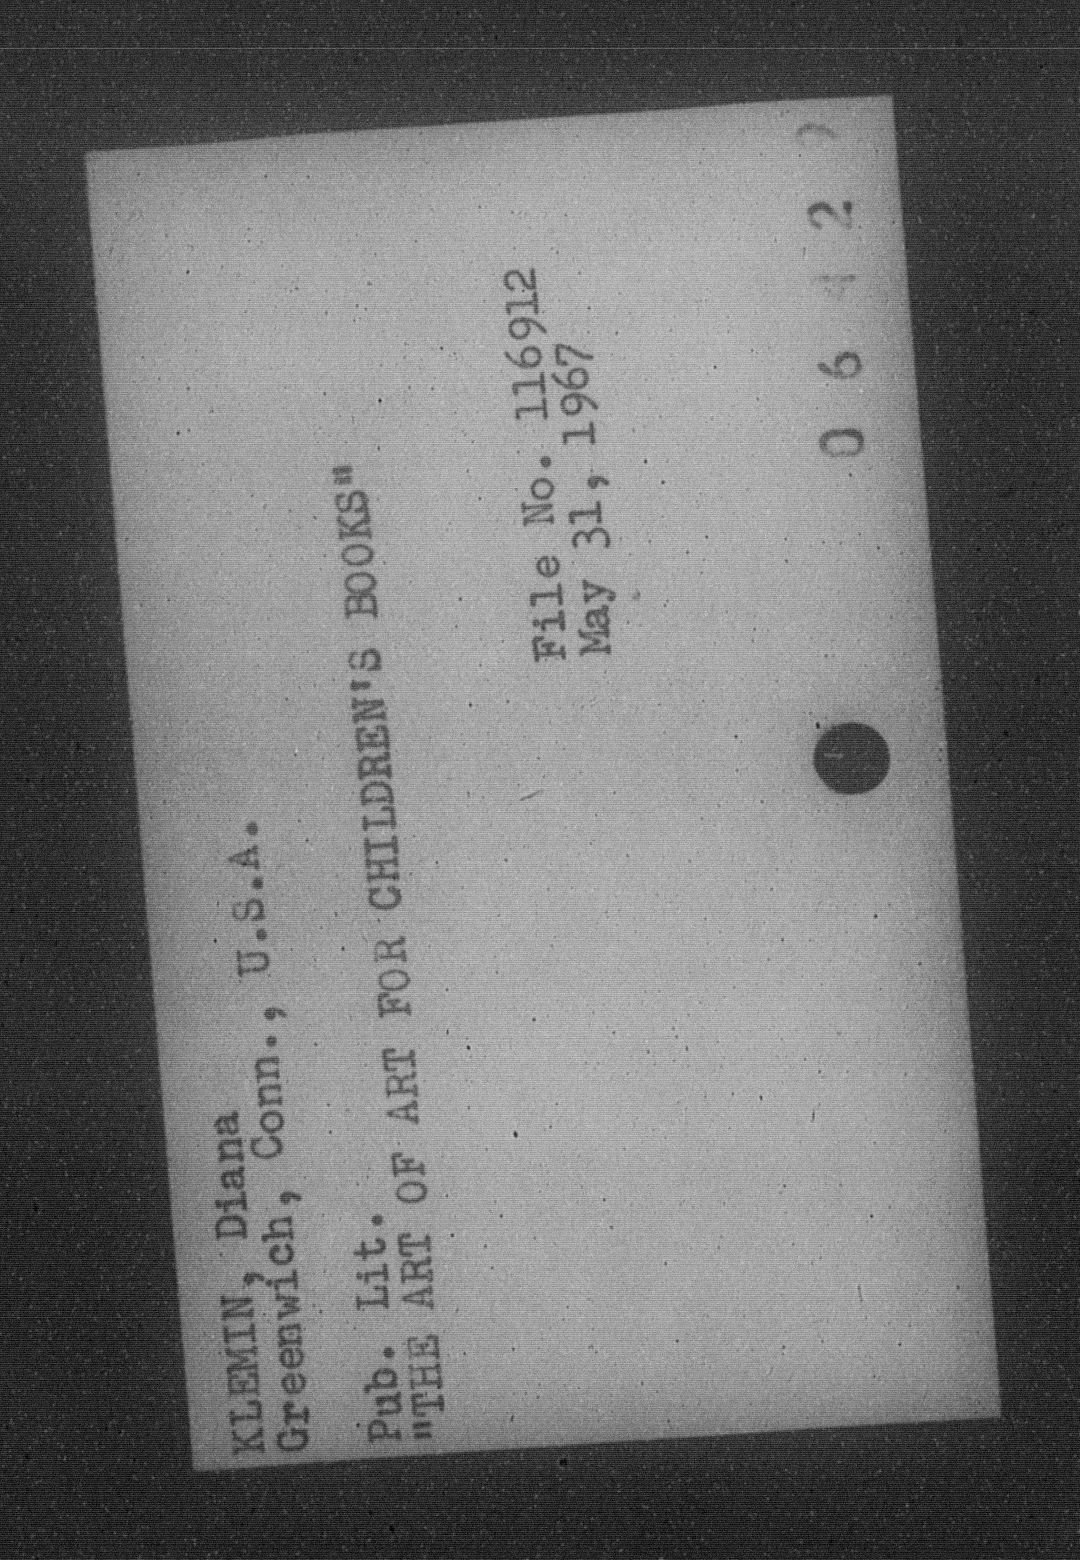 KLEMIN, Diana
Greenwich, Conn., U.S.A.
Pub. Lit.
"THE ART OF ART FOR CHILDREN'S BOOKS"
File No. 116912
May 31, 1967
0 6 4 2